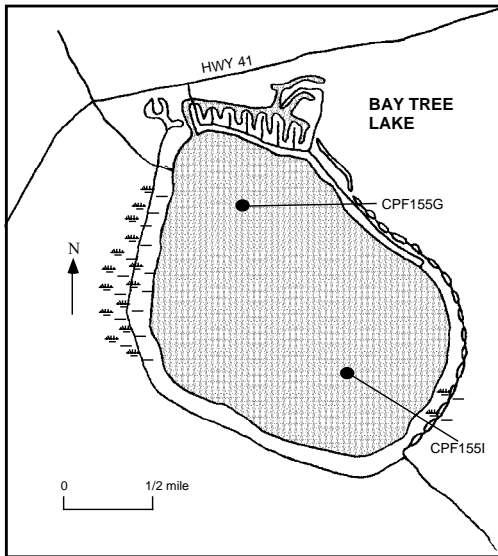 HWY 41
BAY TREE
LAKE
CPF155G
N
CPF155I
0 1/2 mile